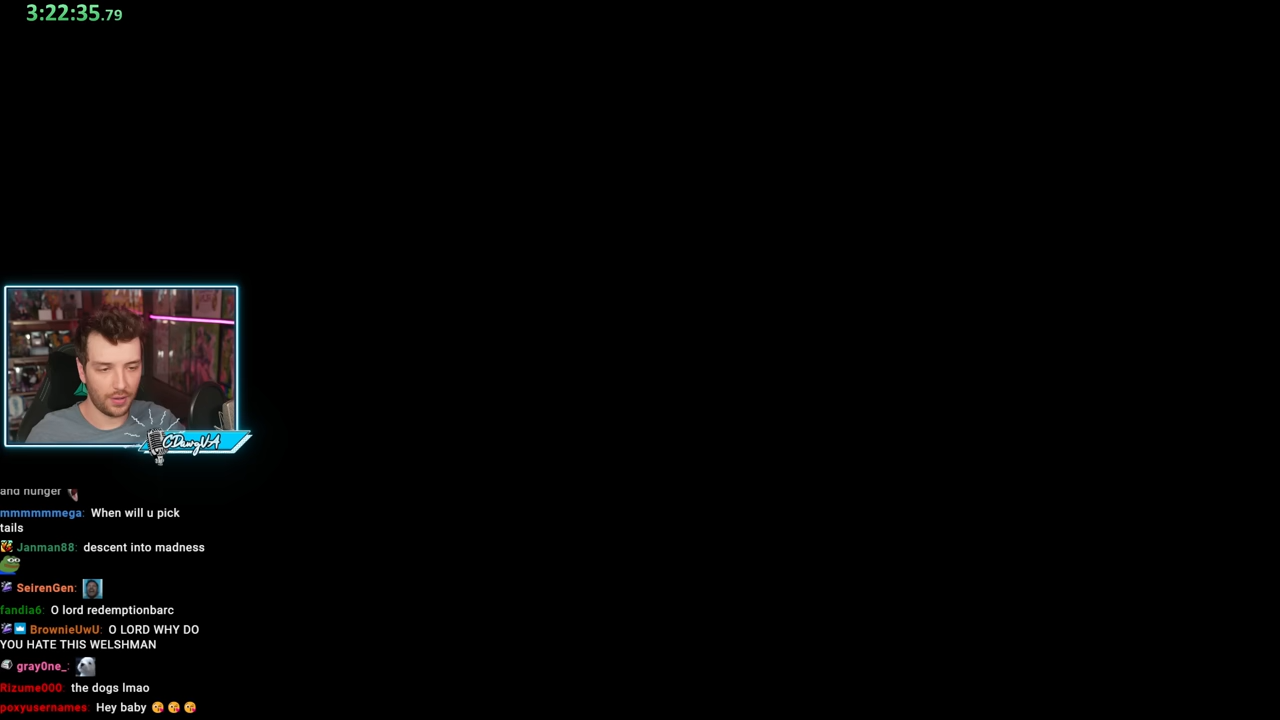 3:22:35.79
CDawgVA
and hunger
mmmmmmega: When will u pick
tails
Janman88: descent into madness
SeirenGen:
fandia6: O lord redemptionbarc
BrownieUwU: O LORD WHY DO
YOU HATE THIS WELSHMAN
gray0ne_:
Rizume000: the dogs lmao
poxyusernames: Hey baby 😘 😘 😘